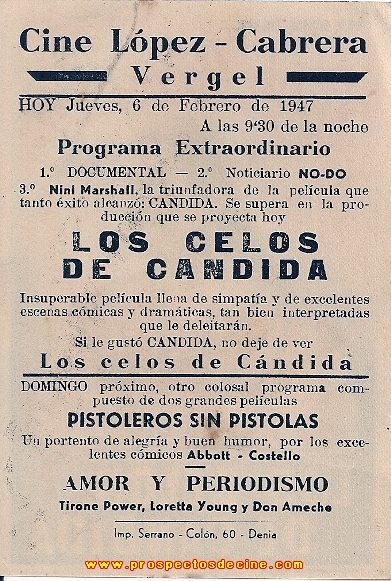 Cine López - Cabrera
Vergel
HOY Jueves, 6 de Febrero de 1947
A las 9'30 de la noche
Programa Extraordinario
1.º DOCUMENTAL — 2.º Noticiario NO-DO
3.º Nini Marshall, la triunfadora de la película que
tanto éxito alcanzó: CANDIDA. Se supera en la pro-
ducción que se proyecta hoy
LOS CELOS
DE CANDIDA
Insuperable película llena de simpatía y de excelentes
escenas cómicas y dramáticas, tan bien interpretadas
que le deleitarán.
Si le gustó CANDIDA, no deje de ver
Los celos de Cándida
DOMINGO próximo, otro colosal programa com-
puesto de dos grandes películas
PISTOLEROS SIN PISTOLAS
Un portento de alegría y buen humor, por los exce-
lentes cómicos Abbott - Costello
AMOR Y PERIODISMO
Tirone Power, Loretta Young y Don Ameche
Imp. Serrano - Colón, 60 - Denia
www.prospectosdecine.com